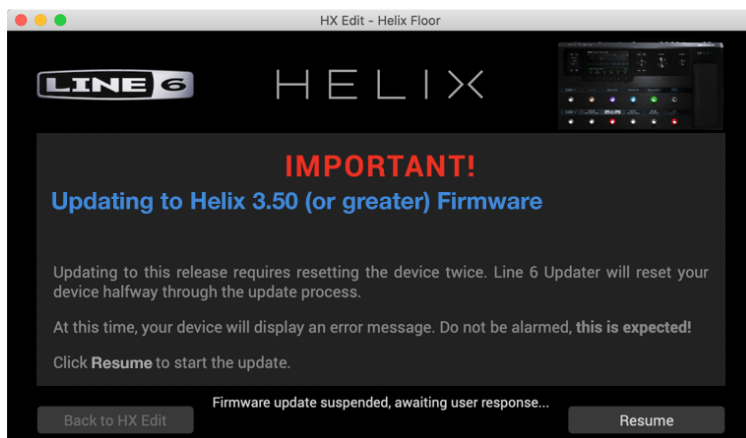 HX Edit - Helix Floor
LINE 6
HELIX
IMPORTANT!
Updating to Helix 3.50 (or greater) Firmware
Updating to this release requires resetting the device twice. Line 6 Updater will reset your
device halfway through the update process.
At this time, your device will display an error message. Do not be alarmed, this is expected!
Click Resume to start the update.
Firmware update suspended, awaiting user response...
Back to HX Edit
Resume